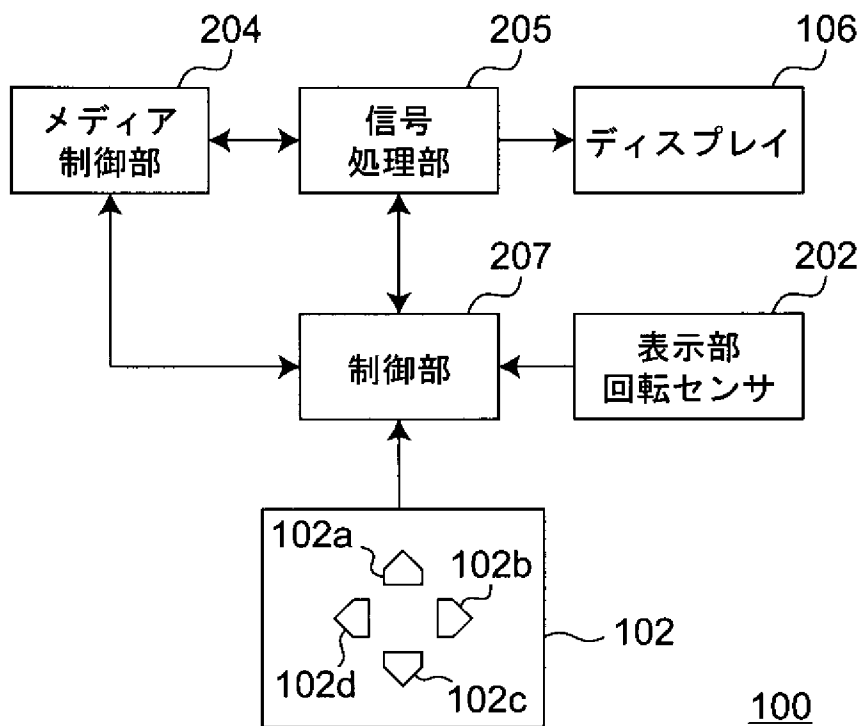 204
205
106
メディア
制御部
信号
処理部
ディスプレイ
207
202
制御部
表示部
回転センサ
102a
102b
102d
102c
102
100